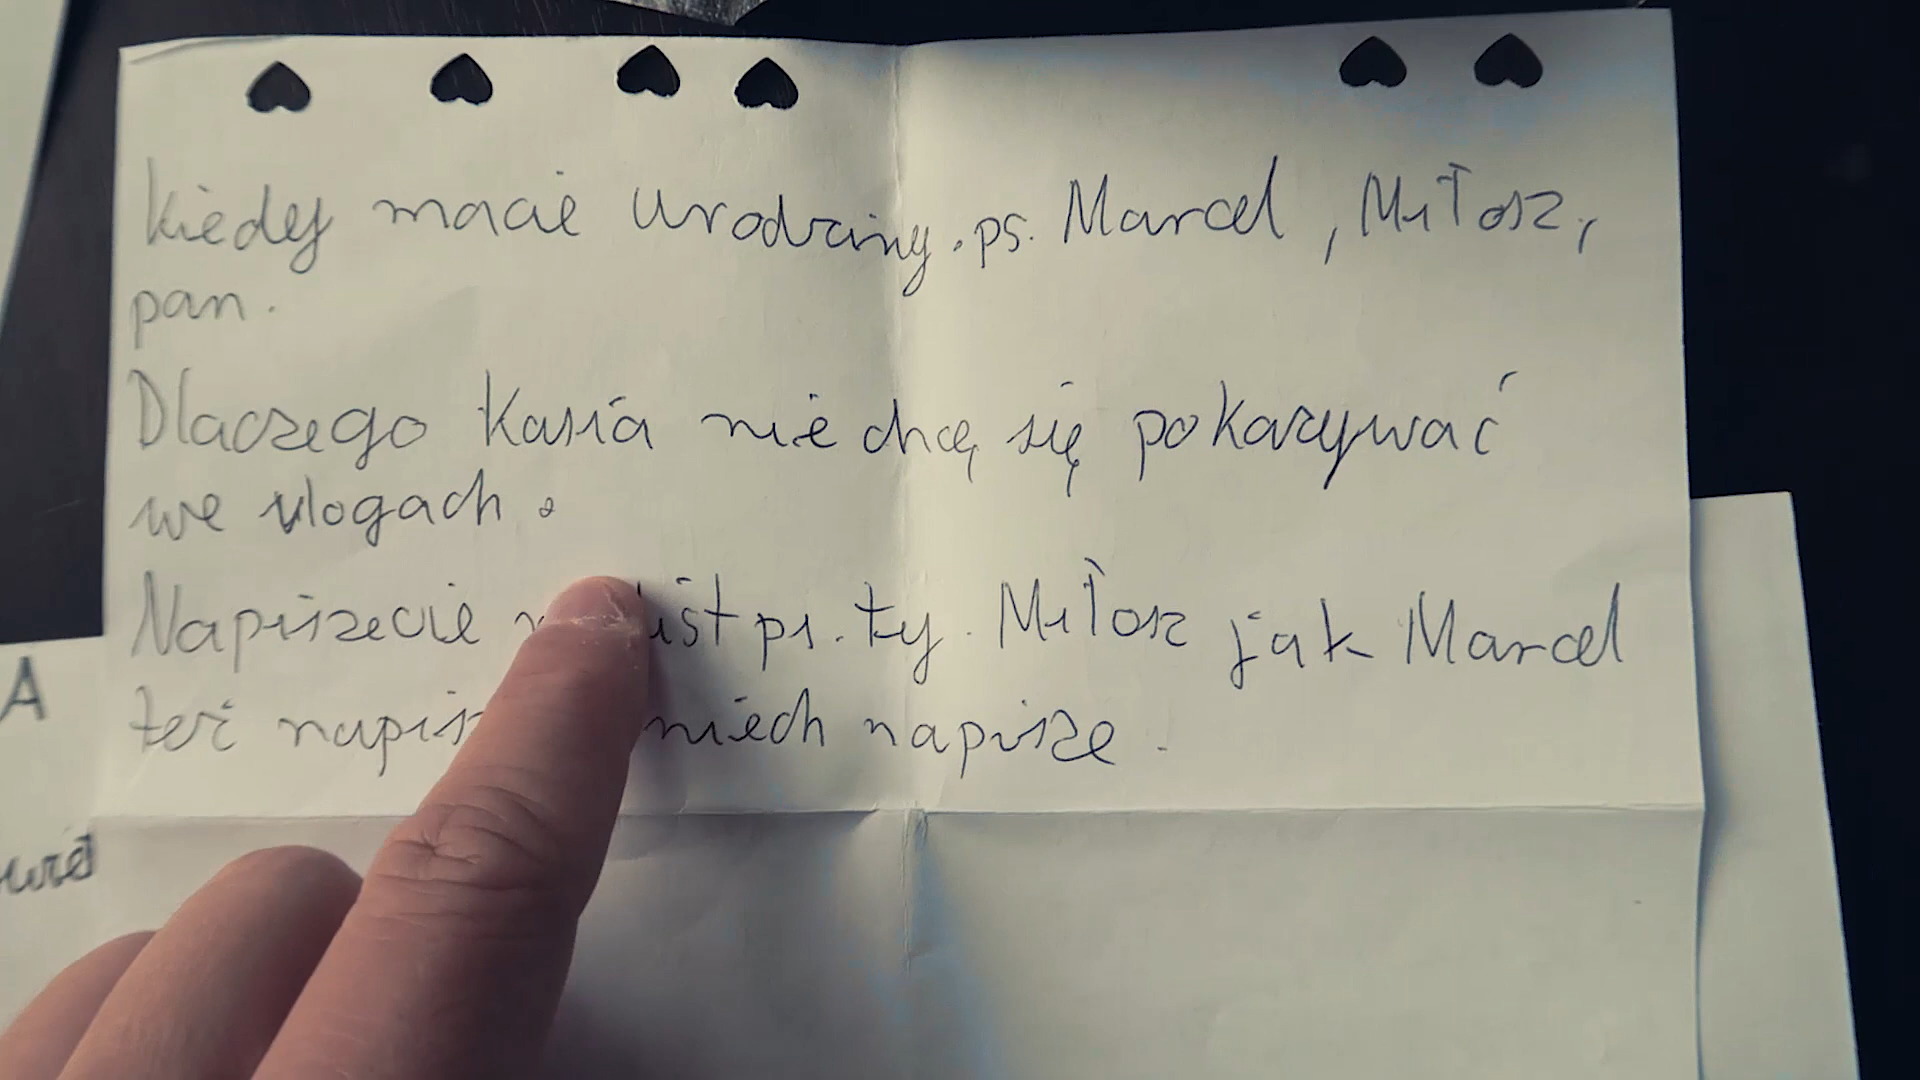 Kiedy macie urodziny. ps. Marcel, Miłosz,
pan.
Dlaczego Kasia nie chcę się pokazywać
we vlogach.
Napiszecie list ps. ty. Miłosz jak Marcel
też niech napisze.
A